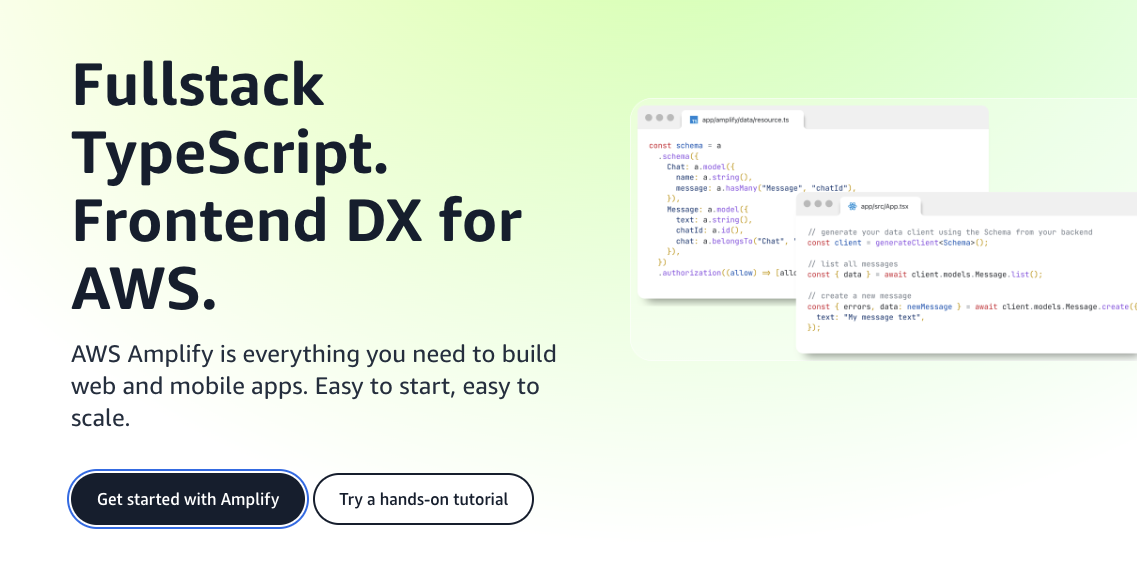 Fullstack
TypeScript.
Frontend DX for
AWS.
AWS Amplify is everything you need to build
web and mobile apps. Easy to start, easy to
scale.
Get started with Amplify
Try a hands-on tutorial
app/amplify/data/resource.ts
const schema = a
.schema({
Chat: a.model({
name: a.string(),
message: a.hasMany("Message", "chatId"),
}),
Message: a.model({
text: a.string(),
chatId: a.id(),
chat: a.belongsTo("Chat", "
}),
})
.authorization((allow) => [allo
app/src/App.tsx
// generate your data client using the Schema from your backend
const client = generateClient<Schema>();
// list all messages
const { data } = await client.models.Message.list();
// create a new message
const { errors, data: newMessage } = await client.models.Message.create({
text: "My message text",
});